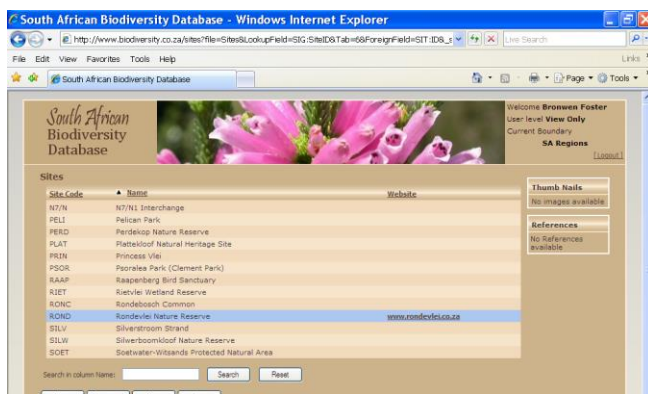 South African Biodiversity Database - Windows Internet Explorer
http://www.biodiversity.co.za/sites?file=Sites&LookupField=SIG:SiteID&Tab=6&ForeignField=SIT:ID&_s
Live Search
File Edit View Favorites Tools Help
Links
South African Biodiversity Database
Page Tools
South African
Biodiversity
Database
Welcome Bronwen Foster
User level View Only
Current Boundary
SA Regions
[Logout]
Sites
Site Code ▲ Name Website
N7/N N7/N1 Interchange
PELI Pelican Park
PERD Perdekop Nature Reserve
PLAT Plattekloof Natural Heritage Site
PRIN Princess Vlei
PSOR Psoralea Park (Clement Park)
RAAP Raapenberg Bird Sanctuary
RIET Rietvlei Wetland Reserve
RONC Rondebosch Common
ROND Rondevlei Nature Reserve www.rondevlei.co.za
SILV Silverstroom Strand
SILW Silwerboomkloof Nature Reserve
SOET Soetwater-Witsands Protected Natural Area
Search in column Name: Search Reset
Thumb Nails
No images available
References
No References
available